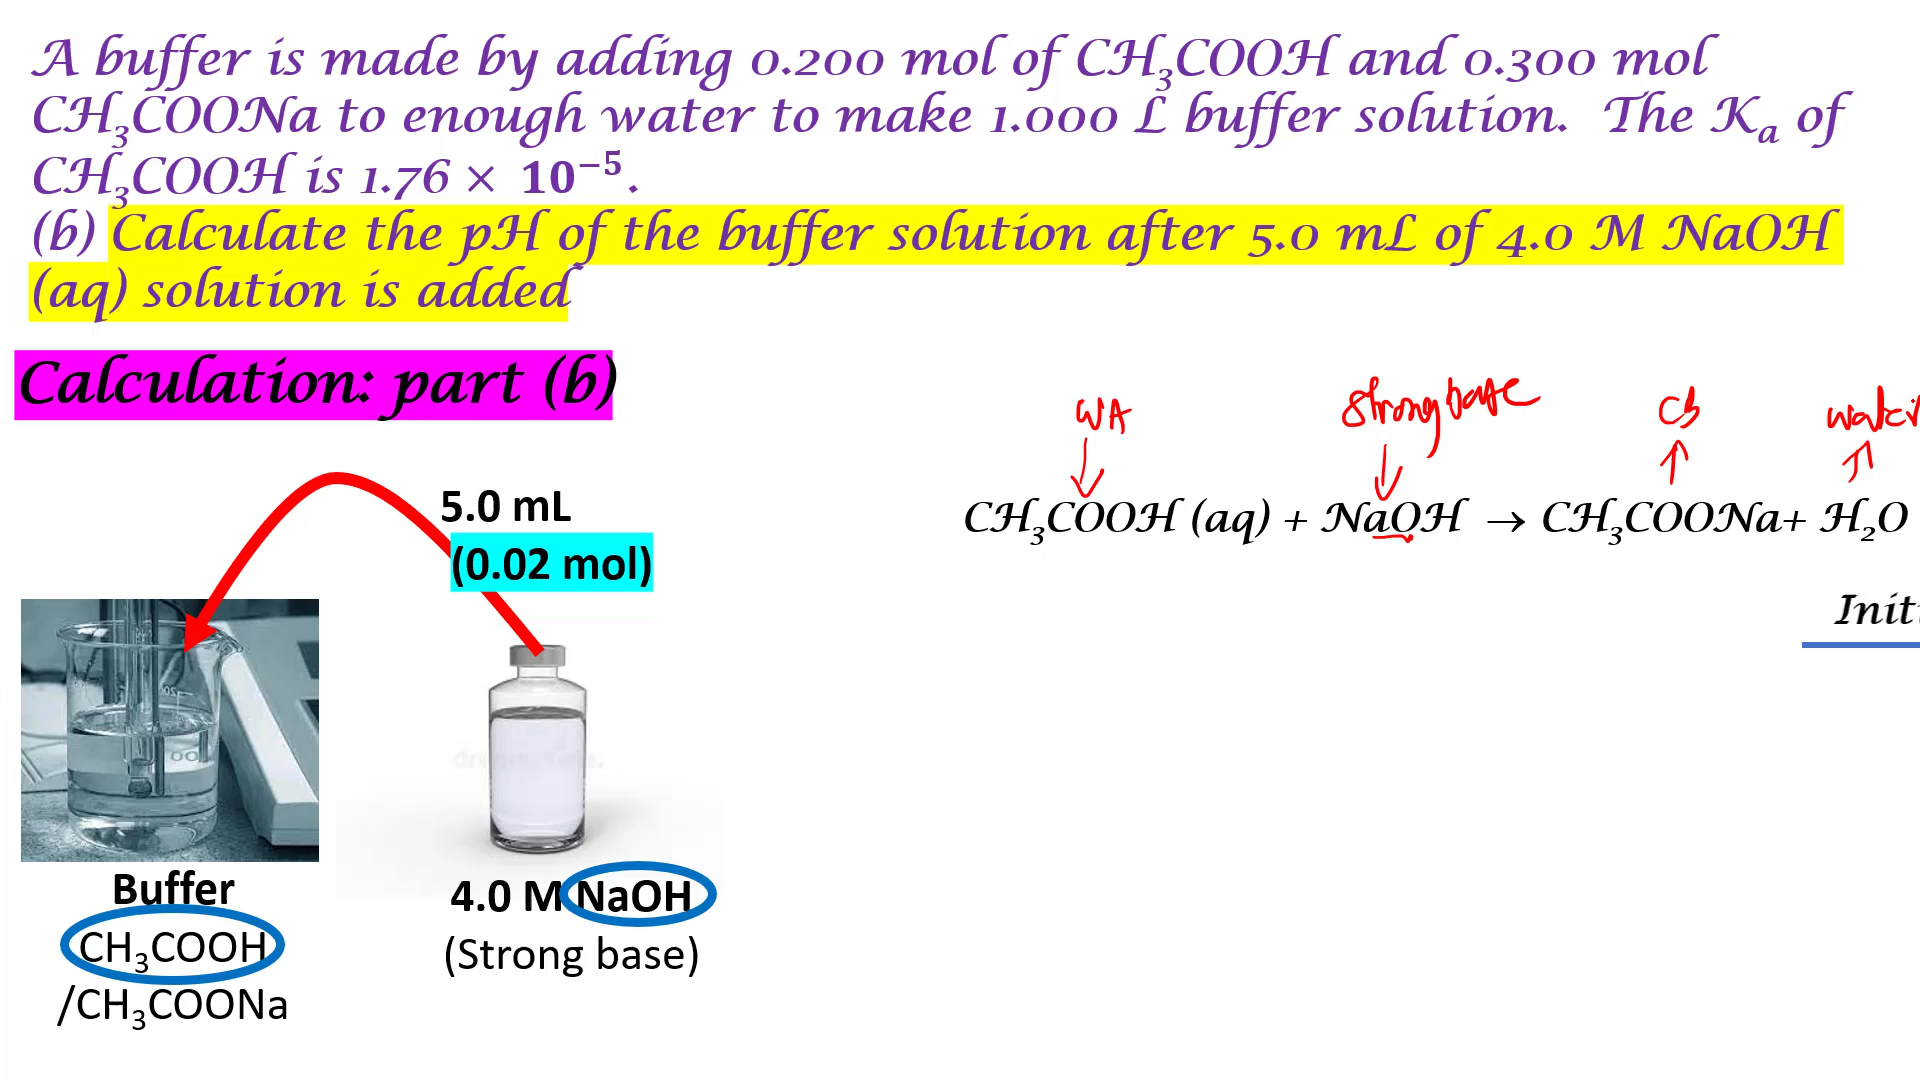 A buffer is made by adding 0.200 mol of CH₃COOH and 0.300 mol
CH₃COONa to enough water to make 1.000 L buffer solution. The Kₐ of
CH₃COOH is 1.76 × 10⁻⁵.
(b) Calculate the pH of the buffer solution after 5.0 mL of 4.0 M NaOH
(aq) solution is added
Calculation: part (b)
WA strong base Cb water
5.0 mL
(0.02 mol)
CH₃COOH (aq) + NaOH → CH₃COONa+ H₂O
Buffer
CH₃COOH
/CH₃COONa
4.0 M NaOH
(Strong base)